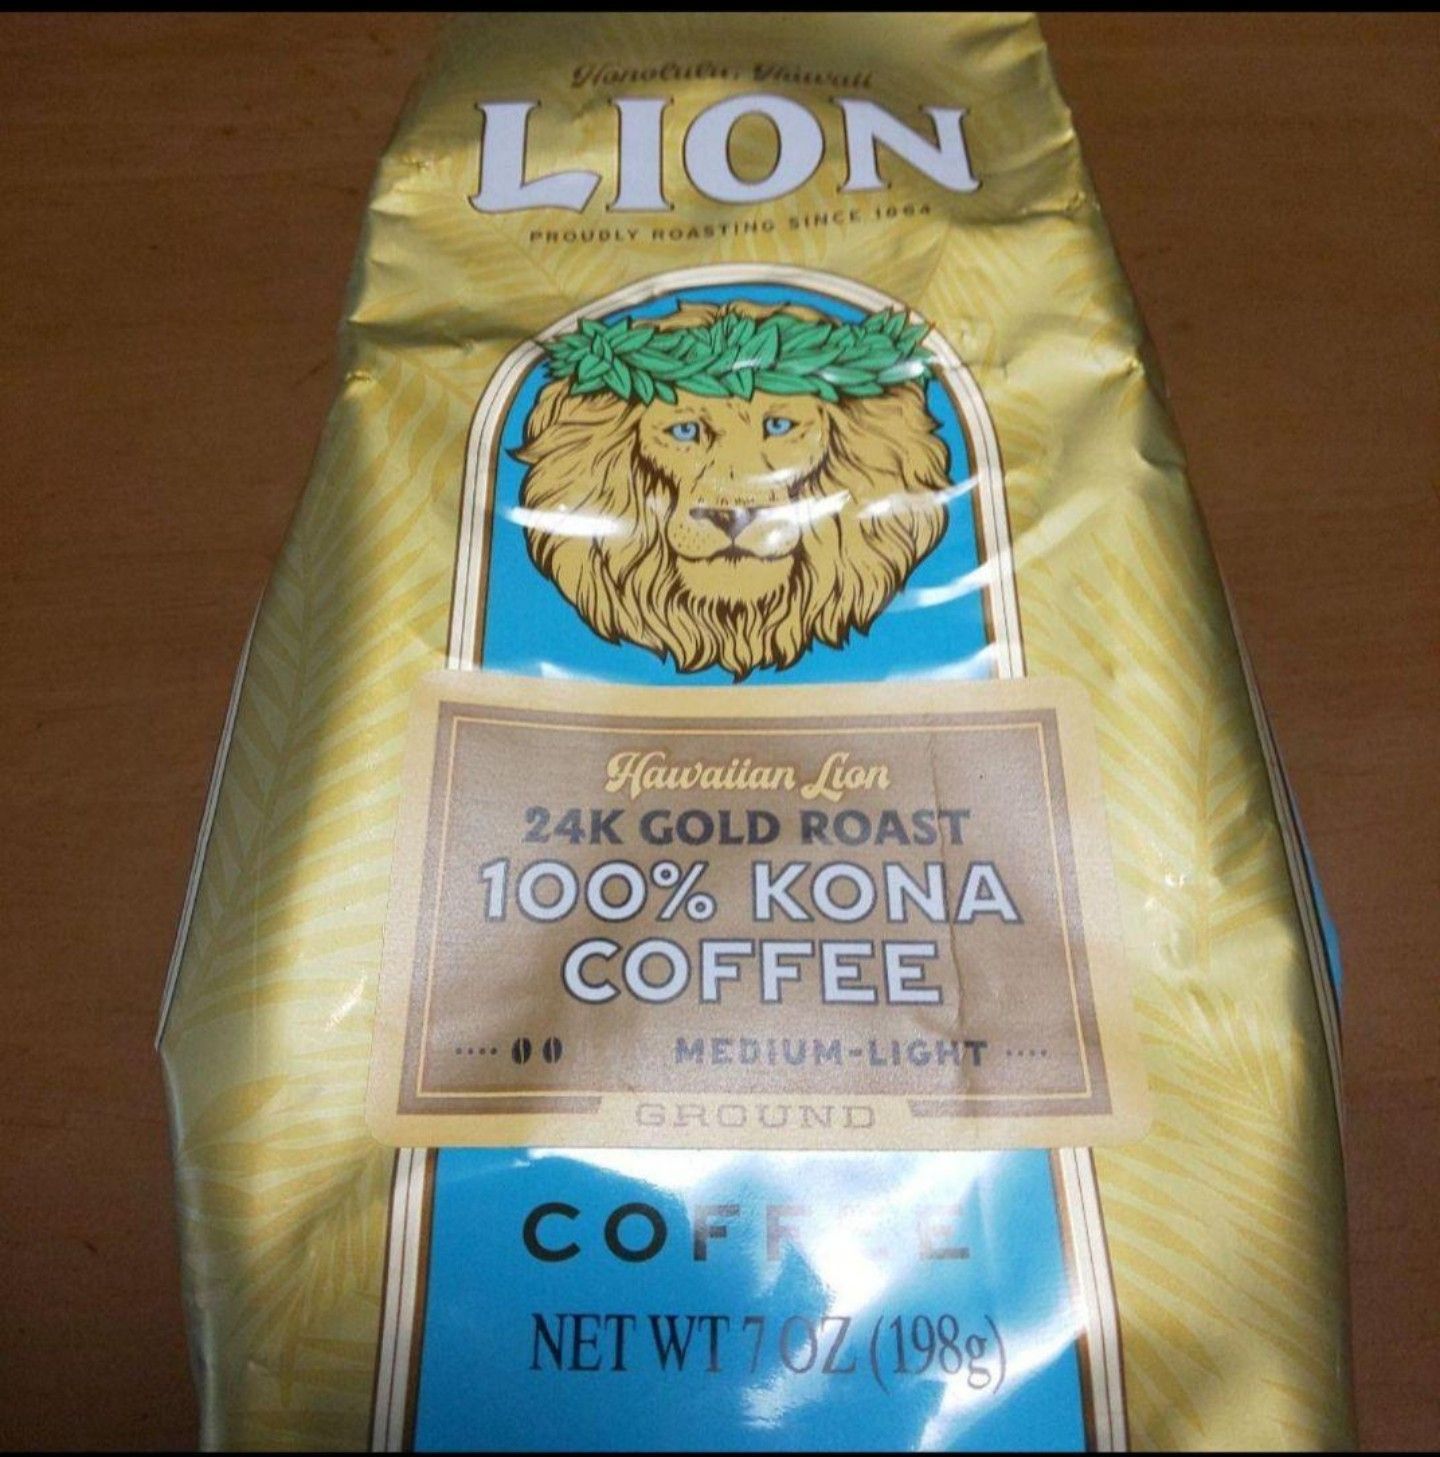 Honolulu, Hawaii
LION
PROUDLY ROASTING SINCE 1864
Hawaiian Lion
24K GOLD ROAST
100% KONA
COFFEE
MEDIUM-LIGHT
GROUND
COFFEE
NET WT 7 OZ (198g)